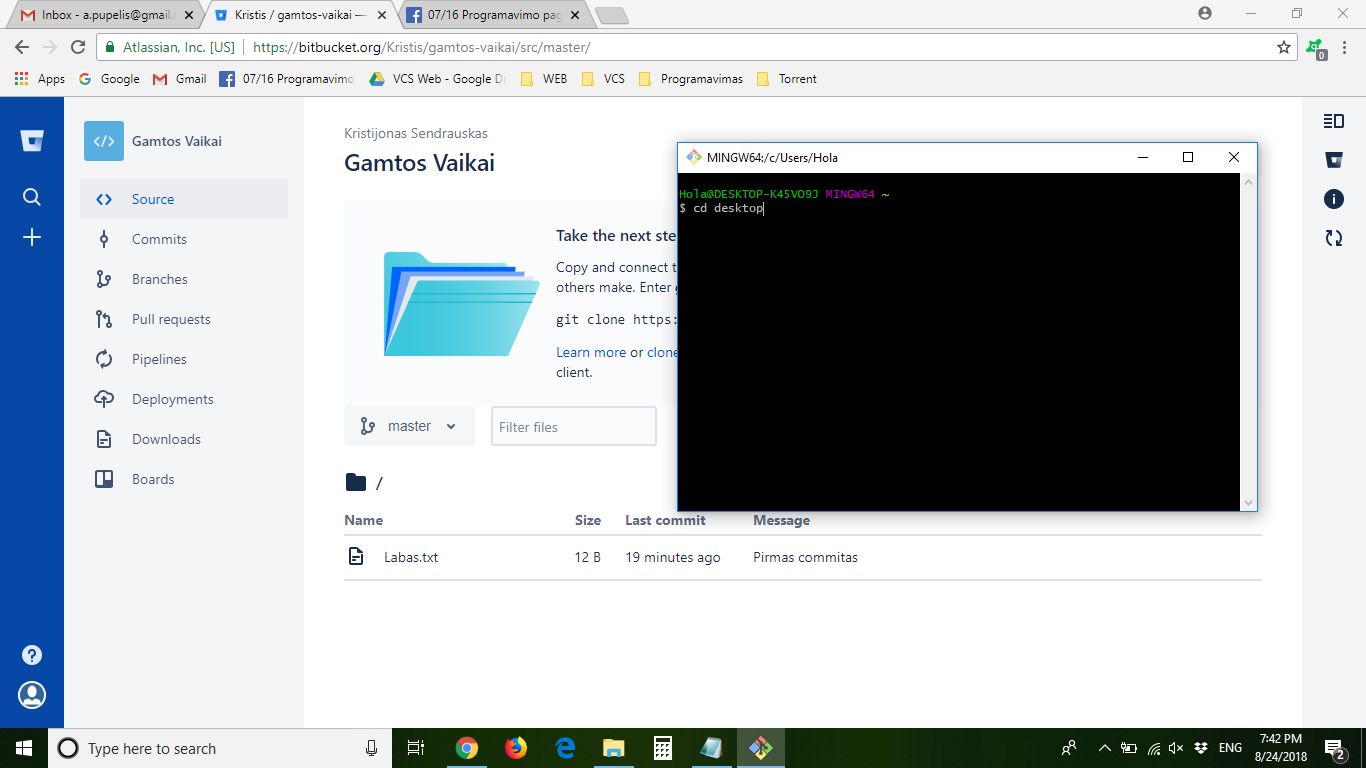 Inbox - a.pupelis@gmail.
Kristis / gamtos-vaikai —
07/16 Programavimo pag
Atlassian, Inc. [US]
https://bitbucket.org/Kristis/gamtos-vaikai/src/master/
0
Apps
Google
Gmail
07/16 Programavimo
VCS Web - Google Dr
WEB
VCS
Programavimas
Torrent
Gamtos Vaikai
Source
Commits
Branches
Pull requests
Pipelines
Deployments
Downloads
Boards
Kristijonas Sendrauskas
Gamtos Vaikai
Take the next ste
Copy and connect t
others make. Enter
git clone https:
Learn more or clone
client.
master
Filter files
/
Name Size Last commit Message
Labas.txt 12 B 19 minutes ago Pirmas commitas
MINGW64:/c/Users/Hola
Hola@DESKTOP-K45VO9J MINGW64 ~
$ cd desktop
Type here to search
ENG
7:42 PM
8/24/2018
2